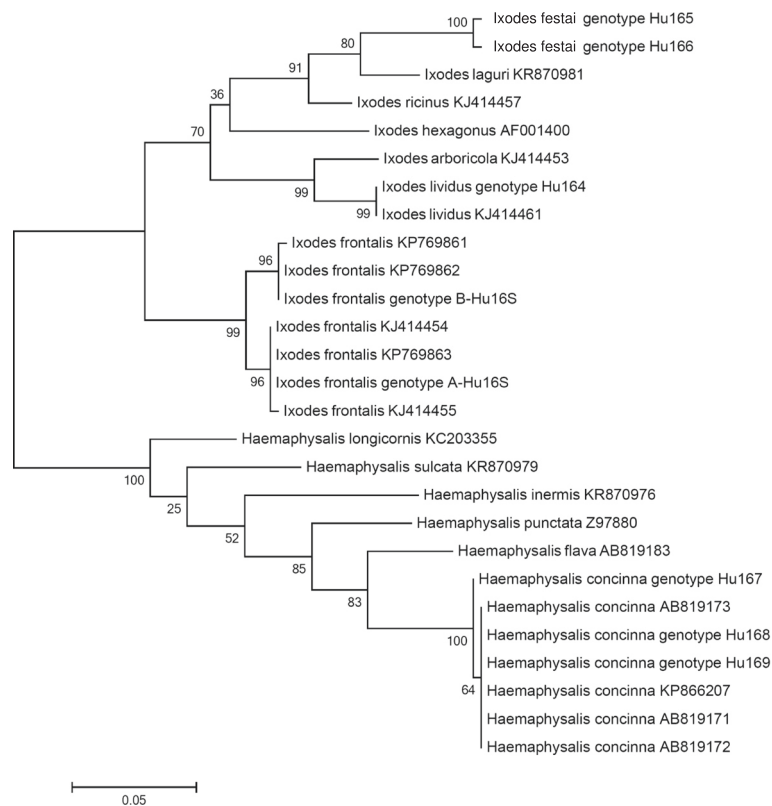 100
Ixodes festai genotype Hu165
80
Ixodes festai genotype Hu166
91
Ixodes laguri KR870981
36
Ixodes ricinus KJ414457
70
Ixodes hexagonus AF001400
Ixodes arboricola KJ414453
99
Ixodes lividus genotype Hu164
99
Ixodes lividus KJ414461
Ixodes frontalis KP769861
96
Ixodes frontalis KP769862
Ixodes frontalis genotype B-Hu16S
99
Ixodes frontalis KJ414454
Ixodes frontalis KP769863
96
Ixodes frontalis genotype A-Hu16S
Ixodes frontalis KJ414455
Haemaphysalis longicornis KC203355
100
Haemaphysalis sulcata KR870979
25
Haemaphysalis inermis KR870976
52
Haemaphysalis punctata Z97880
85
Haemaphysalis flava AB819183
83
Haemaphysalis concinna genotype Hu167
Haemaphysalis concinna AB819173
100
Haemaphysalis concinna genotype Hu168
Haemaphysalis concinna genotype Hu169
64
Haemaphysalis concinna KP866207
Haemaphysalis concinna AB819171
Haemaphysalis concinna AB819172
0.05